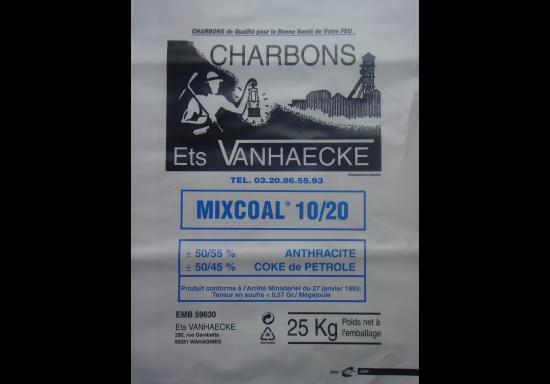 CHARBONS de Qualité pour la Bonne Santé de Votre FEU.
CHARBONS
Ets VANHAECKE
TEL. 03.20.86.55.93
MIXCOAL® 10/20
± 50/55 % ANTHRACITE
± 50/45 % COKE de PETROLE
Produit conforme à l'Arrêté Ministériel du 27 janvier 1993:
Teneur en soufre < 0,57 Gr./ Mégajoule
EMB 59630
Ets VANHAECKE
292, rue Gambetta
59261 WAHAGNIES
25 Kg Poids net à
l'emballage